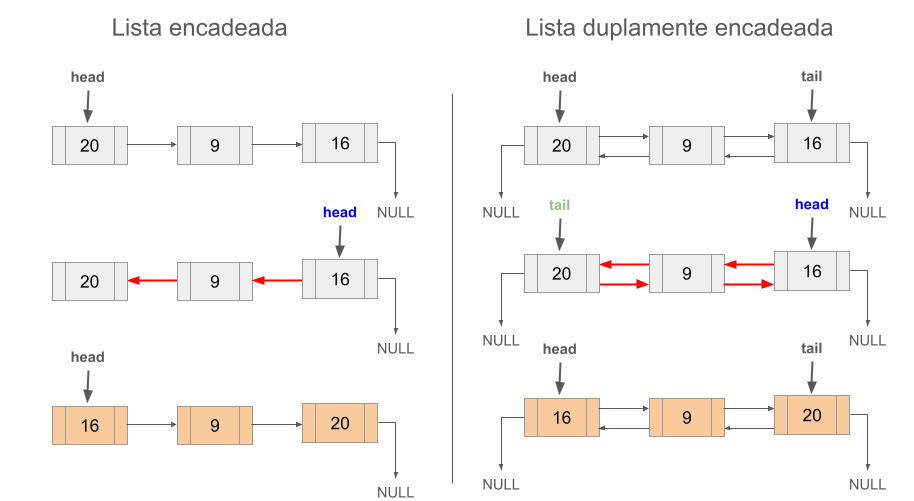 Lista encadeada
head
20 9 16
NULL
head
20 9 16
NULL
head
16 9 20
NULL
Lista duplamente encadeada
head tail
20 9 16
NULL NULL
tail head
20 9 16
NULL NULL
head tail
16 9 20
NULL NULL